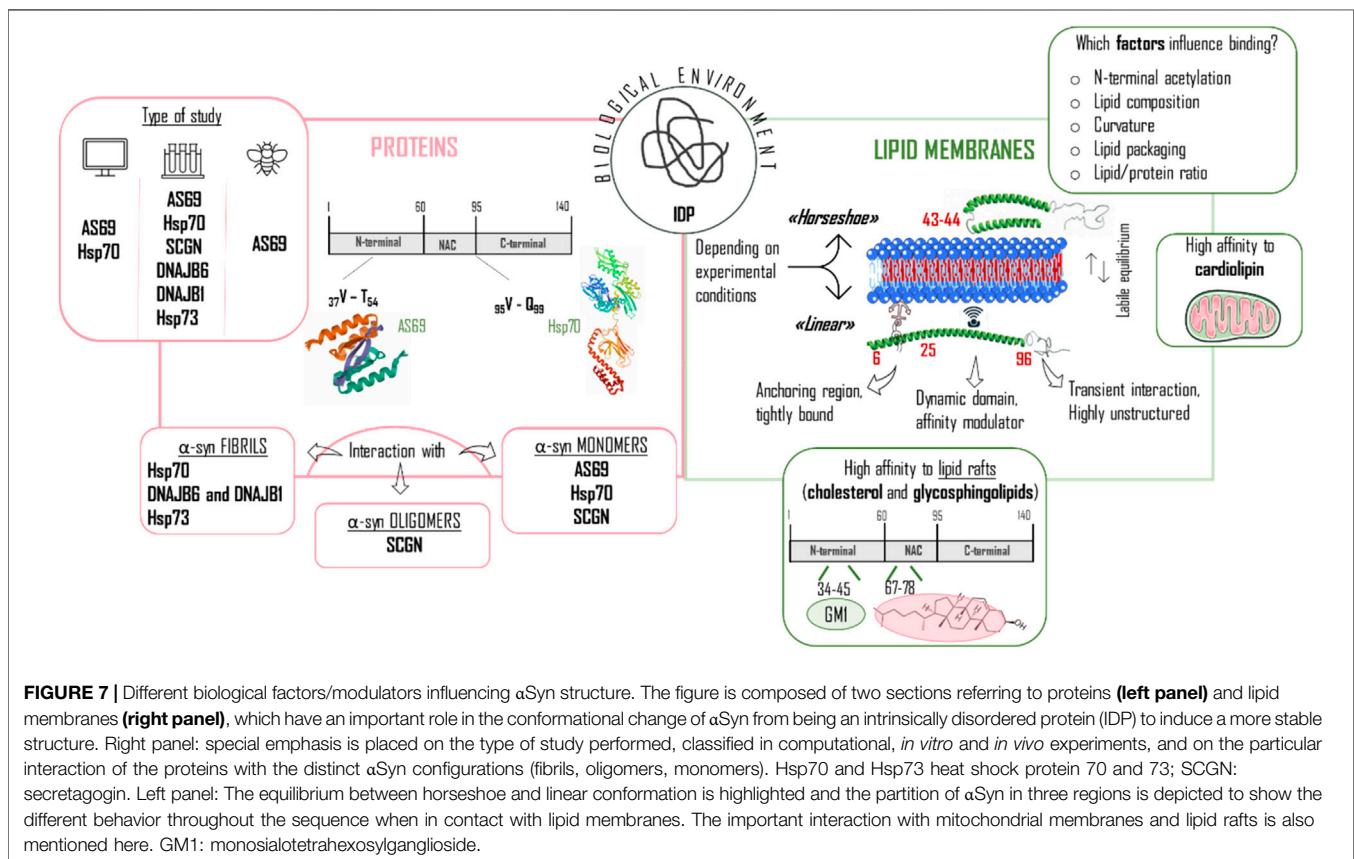 BIOLOGICAL ENVIRONMENT
IDP
Type of study
AS69
Hsp70
AS69
Hsp70
SCGN
DNAJB6
DNAJB1
Hsp73
AS69
PROTEINS
1 60 95 140
N-terminal NAC C-terminal
37V – T54
AS69
95V – Q99
Hsp70
Interaction with
α-syn FIBRILS
Hsp70
DNAJB6 and DNAJB1
Hsp73
α-syn OLIGOMERS
SCGN
α-syn MONOMERS
AS69
Hsp70
SCGN
LIPID MEMBRANES
Which factors influence binding?
○ N-terminal acetylation
○ Lipid composition
○ Curvature
○ Lipid packaging
○ Lipid/protein ratio
Depending on
experimental
conditions
«Horseshoe»
43-44
«Linear»
Labile equilibrium
6 25 96
Anchoring region,
tightly bound
Dynamic domain,
affinity modulator
Transient interaction,
Highly unstructured
High affinity to
cardiolipin
High affinity to lipid rafts
(cholesterol and glycosphingolipids)
1 60 95 140
N-terminal NAC C-terminal
34-45 67-78
GM1
H H H H
OH
FIGURE 7 | Different biological factors/modulators influencing αSyn structure. The figure is composed of two sections referring to proteins (left panel) and lipid
membranes (right panel), which have an important role in the conformational change of αSyn from being an intrinsically disordered protein (IDP) to induce a more stable
structure. Right panel: special emphasis is placed on the type of study performed, classified in computational, in vitro and in vivo experiments, and on the particular
interaction of the proteins with the distinct αSyn configurations (fibrils, oligomers, monomers). Hsp70 and Hsp73 heat shock protein 70 and 73; SCGN:
secretagogin. Left panel: The equilibrium between horseshoe and linear conformation is highlighted and the partition of αSyn in three regions is depicted to show the
different behavior throughout the sequence when in contact with lipid membranes. The important interaction with mitochondrial membranes and lipid rafts is also
mentioned here. GM1: monosialotetrahexosylganglioside.